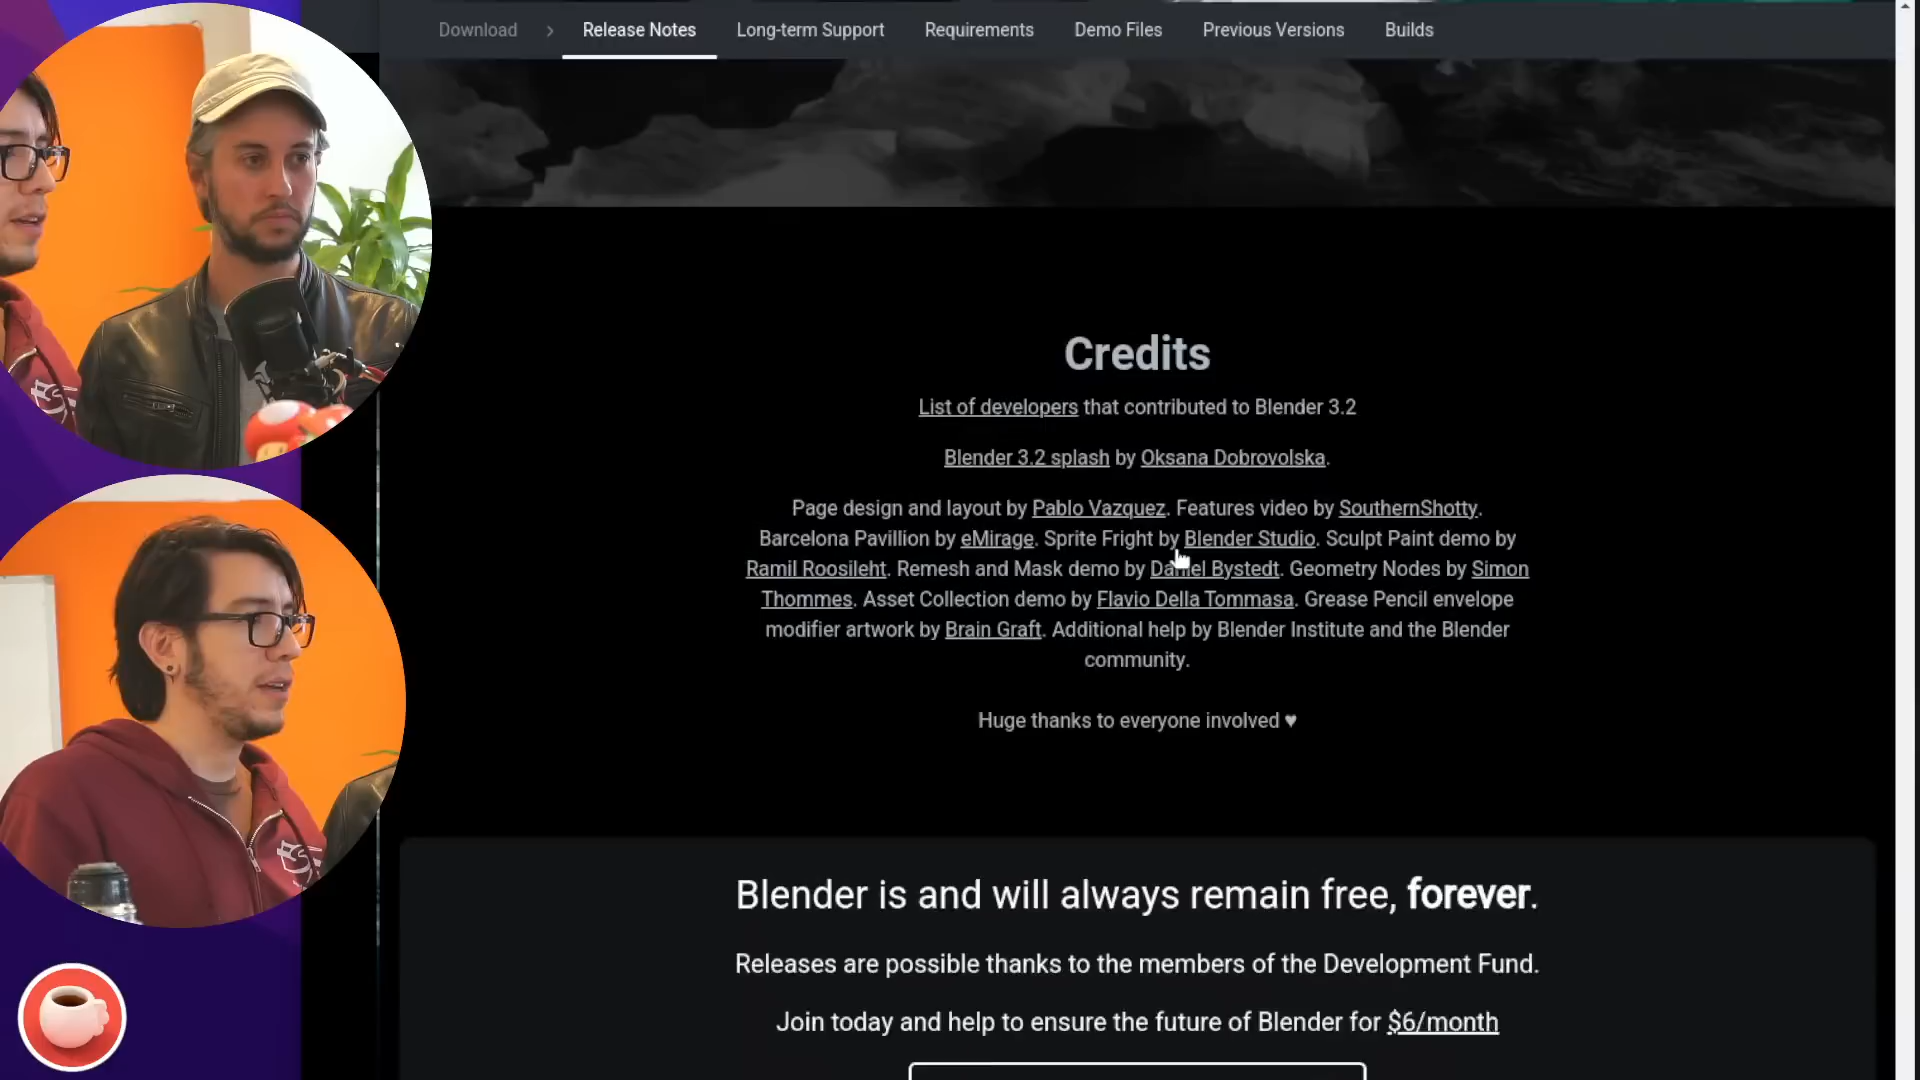 Download > Release Notes Long-term Support Requirements Demo Files Previous Versions Builds
Credits
List of developers that contributed to Blender 3.2
Blender 3.2 splash by Oksana Dobrovolska.
Page design and layout by Pablo Vazquez. Features video by SouthernShotty.
Barcelona Pavillion by eMirage. Sprite Fright by Blender Studio. Sculpt Paint demo by
Ramil Roosileht. Remesh and Mask demo by Daniel Bystedt. Geometry Nodes by Simon
Thommes. Asset Collection demo by Flavio Della Tommasa. Grease Pencil envelope
modifier artwork by Brain Graft. Additional help by Blender Institute and the Blender
community.
Huge thanks to everyone involved ♥
Blender is and will always remain free, forever.
Releases are possible thanks to the members of the Development Fund.
Join today and help to ensure the future of Blender for $6/month